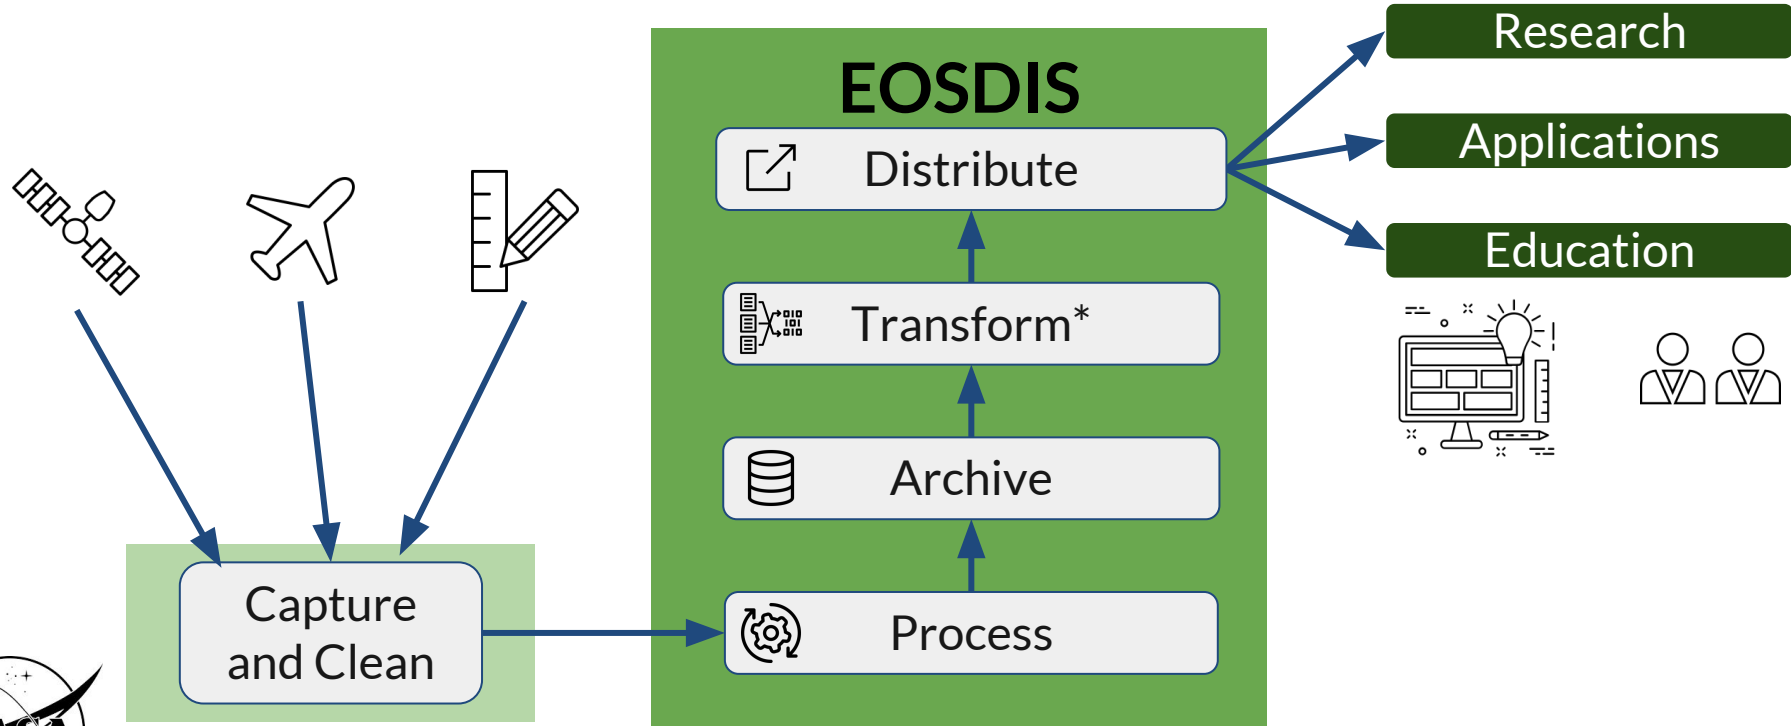 EOSDIS
Distribute
Transform*
Archive
Process
Capture
and Clean
Research
Applications
Education